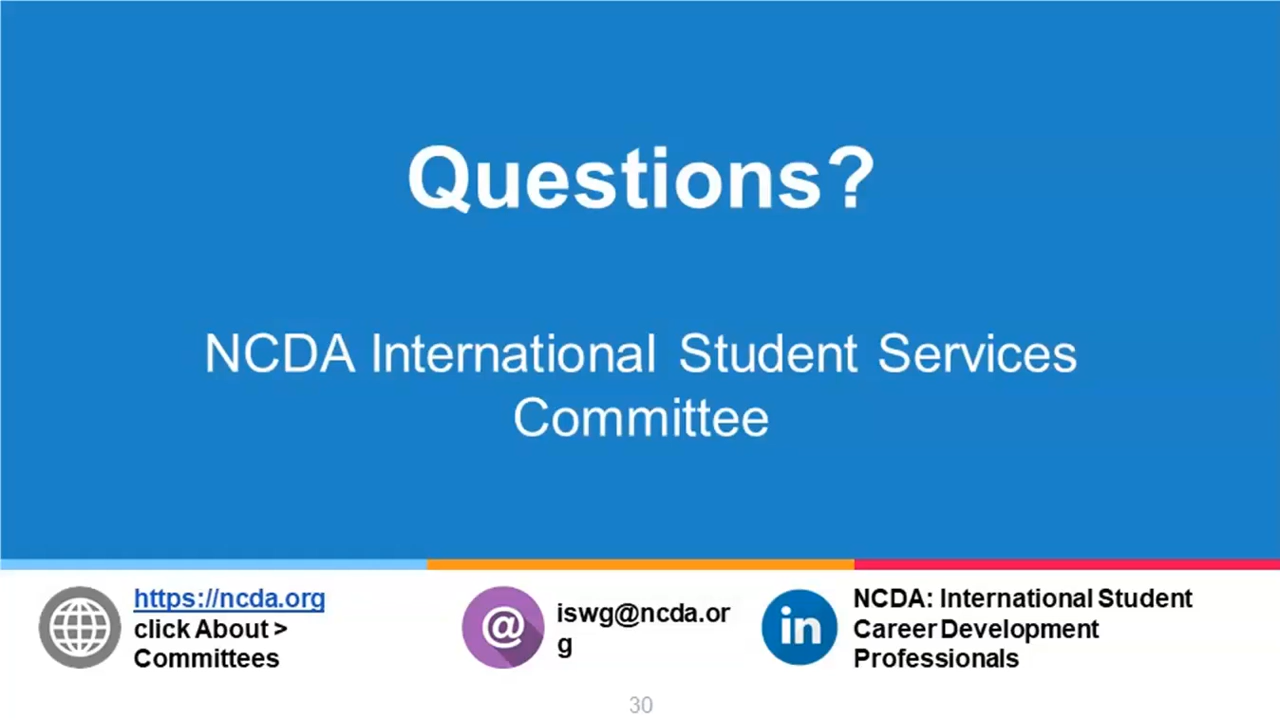 Questions?
NCDA International Student Services
Committee
https://ncda.org
click About >
Committees
@
iswg@ncda.or
g
in
NCDA: International Student
Career Development
Professionals
30